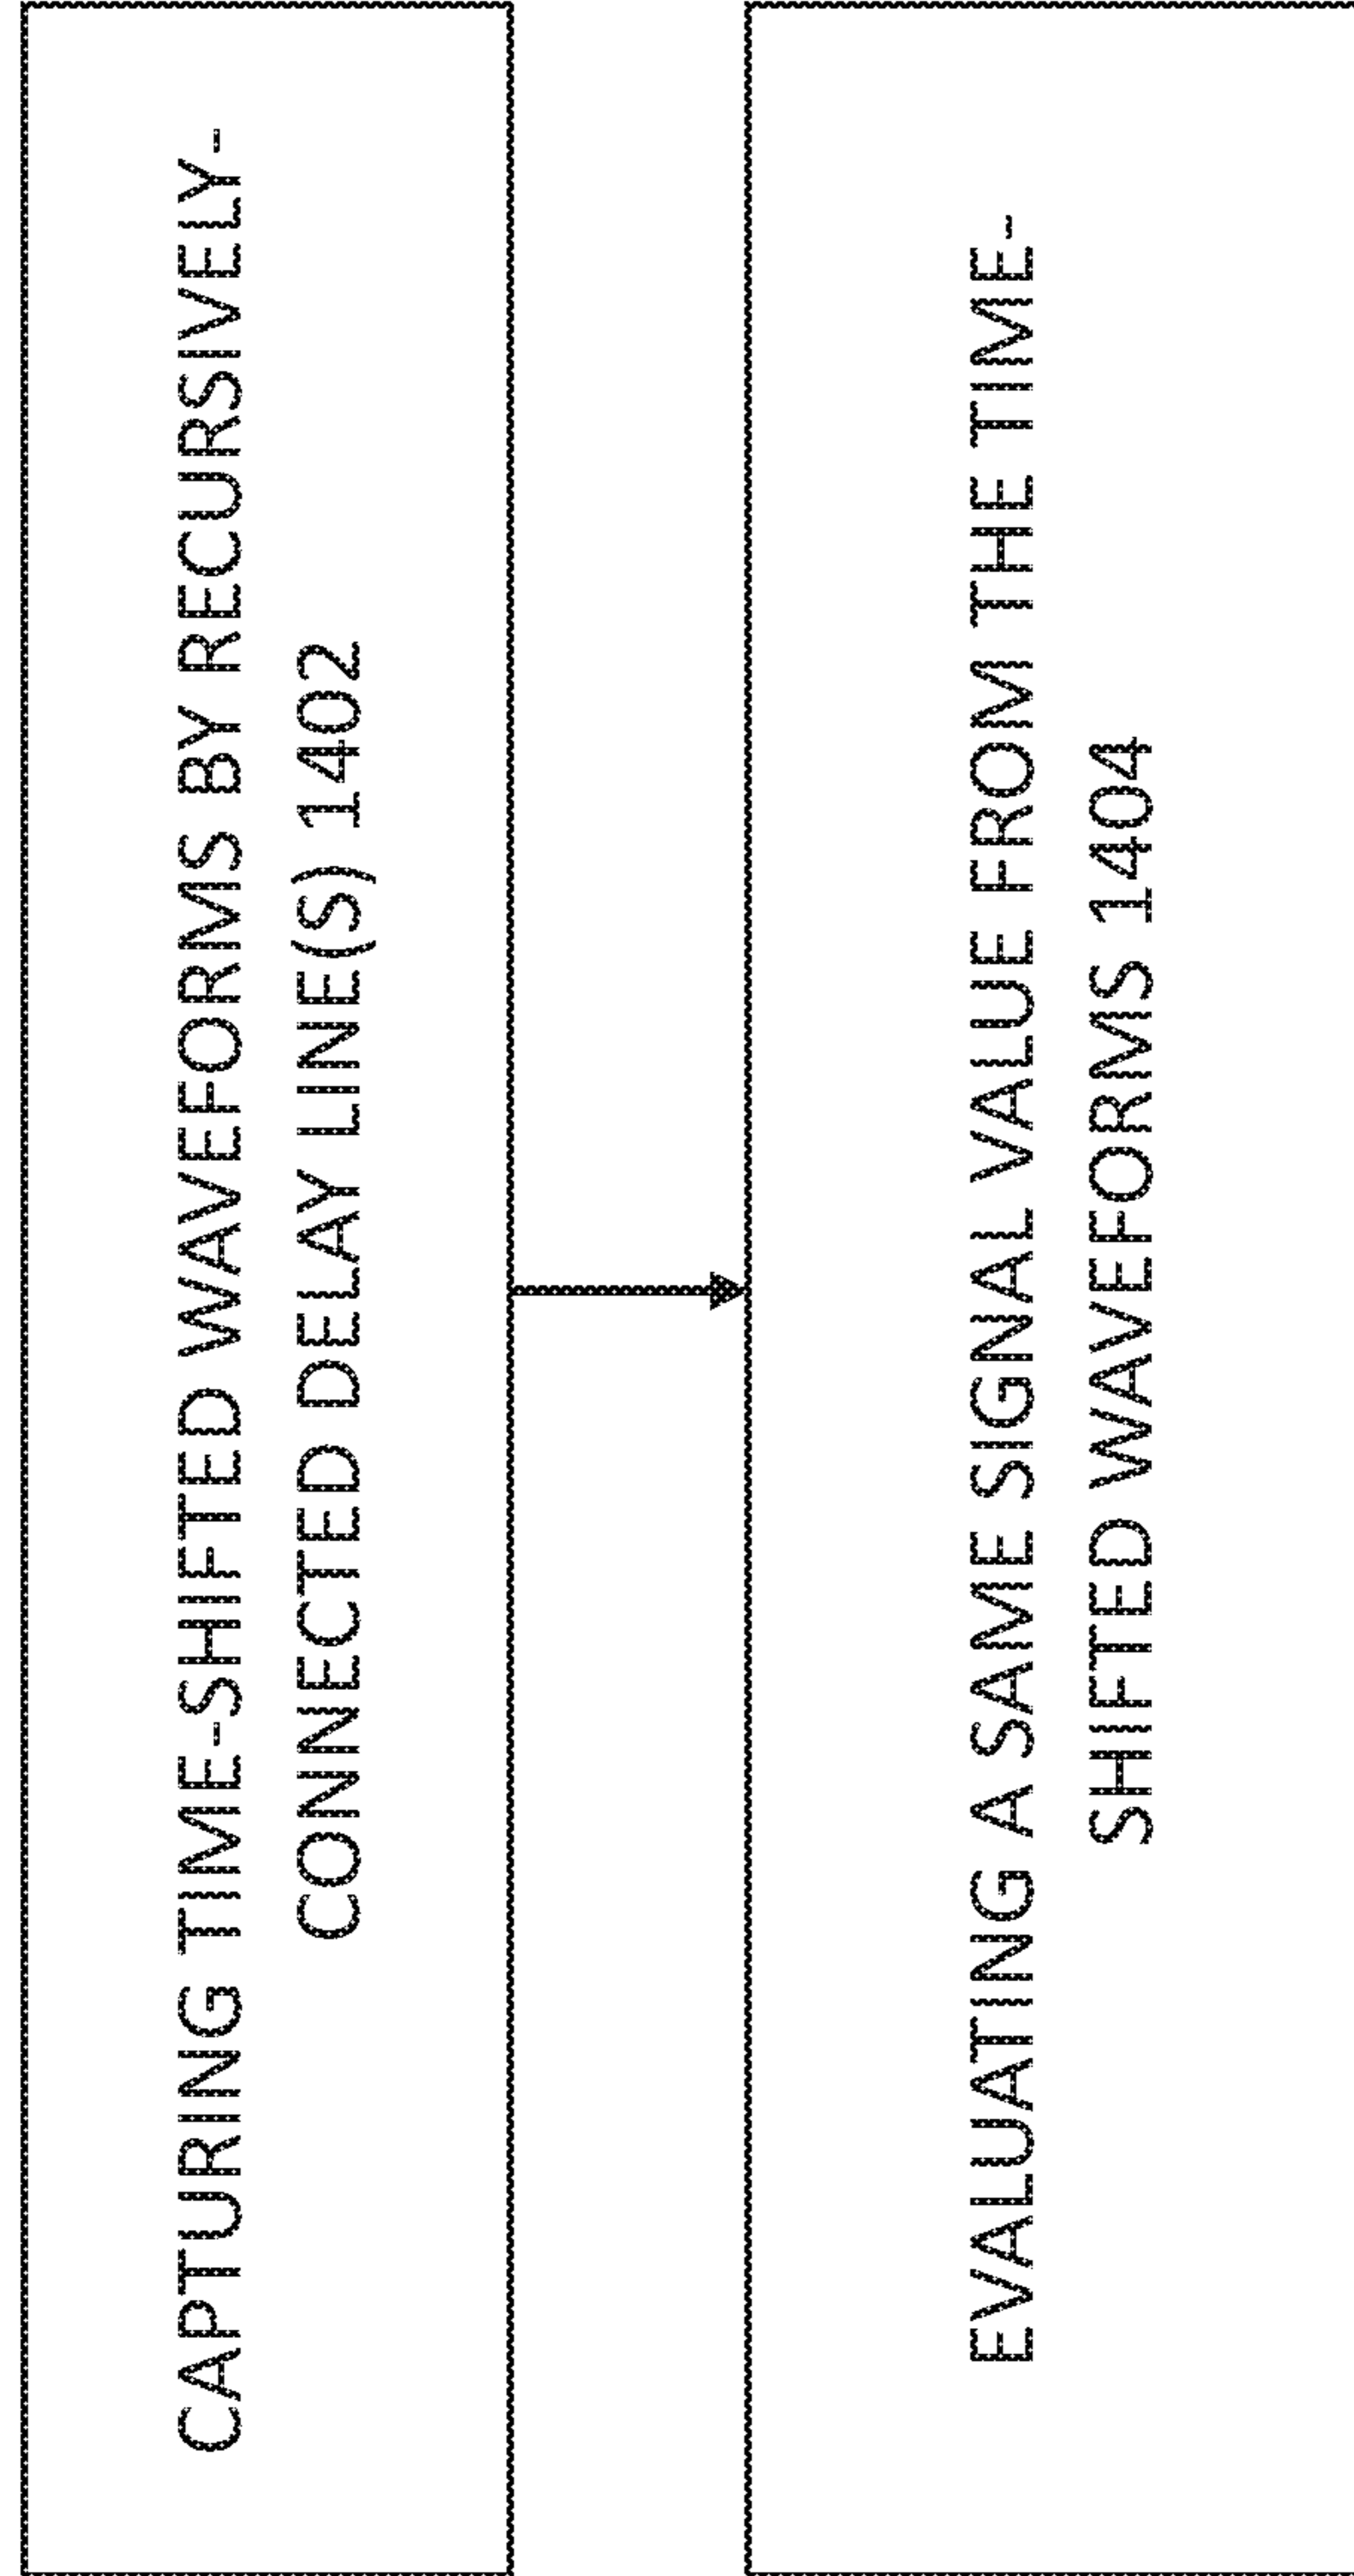 CAPTURING TIME-SHIFTED WAVEFORMS BY RECURSIVELY-
CONNECTED DELAY LINE(S) 1402
EVALUATING A SAME SIGNAL VALUE FROM THE TIME-
SHIFTED WAVEFORMS 1404